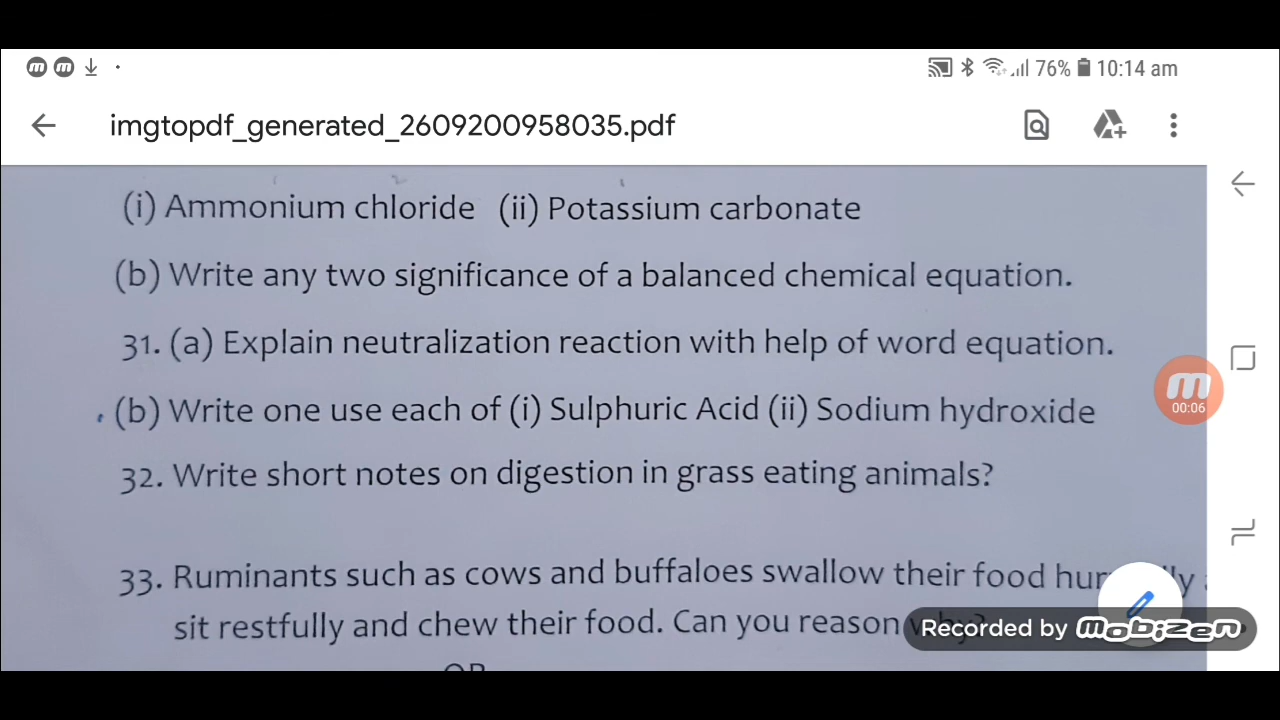 76% 10:14 am
imgtopdf_generated_2609200958035.pdf
(i) Ammonium chloride (ii) Potassium carbonate
(b) Write any two significance of a balanced chemical equation.
31. (a) Explain neutralization reaction with help of word equation.
00:06
(b) Write one use each of (i) Sulphuric Acid (ii) Sodium hydroxide
32. Write short notes on digestion in grass eating animals?
33. Ruminants such as cows and buffaloes swallow their food
sit restfully and chew their food. Can you reason
Recorded by Mobizen